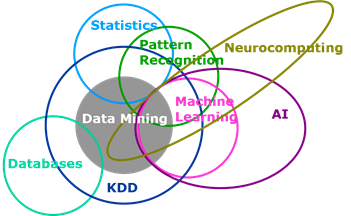 Statistics
Pattern
Recognition
Neurocomputing
Machine
Learning
AI
Data Mining
Databases
KDD